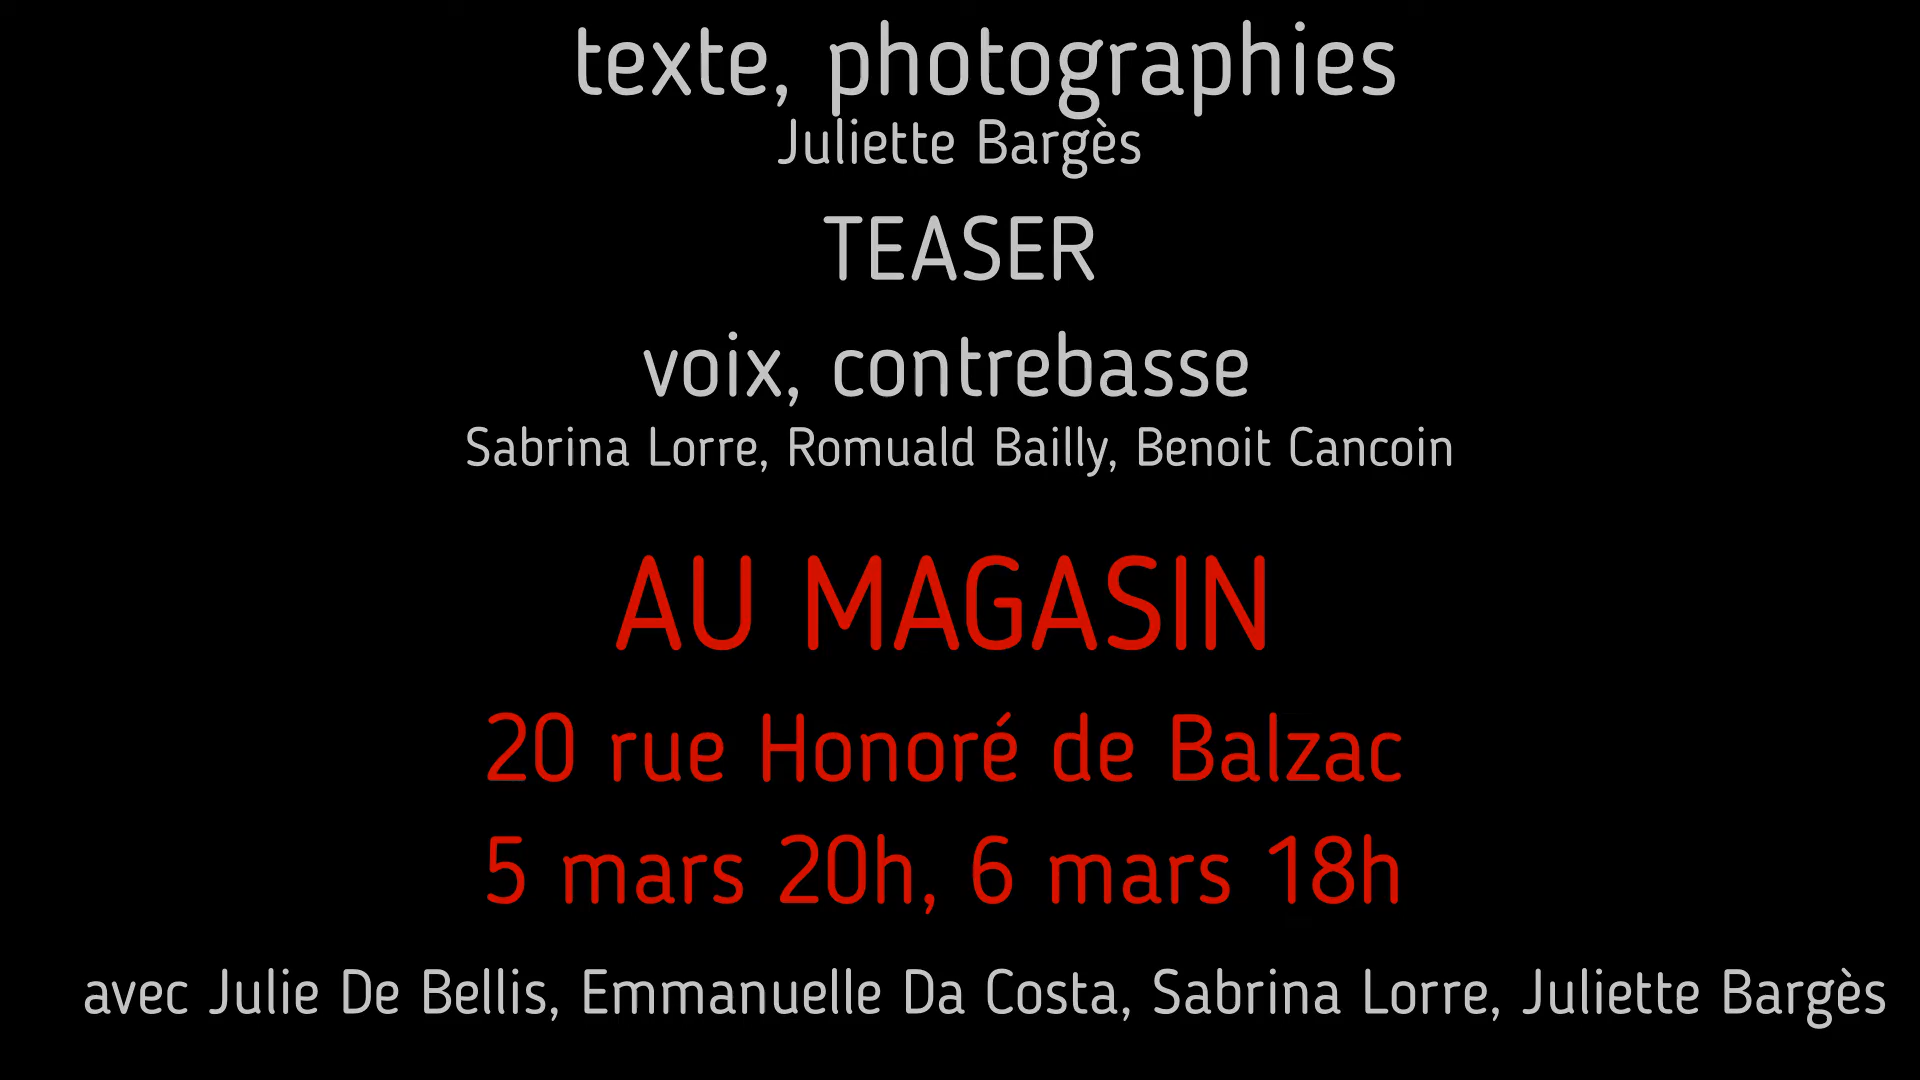 texte, photographies
Juliette Bargès
TEASER
voix, contrebasse
Sabrina Lorre, Romuald Bailly, Benoit Cancoin
AU MAGASIN
20 rue Honoré de Balzac
5 mars 20h, 6 mars 18h
avec Julie De Bellis, Emmanuelle Da Costa, Sabrina Lorre, Juliette Bargès